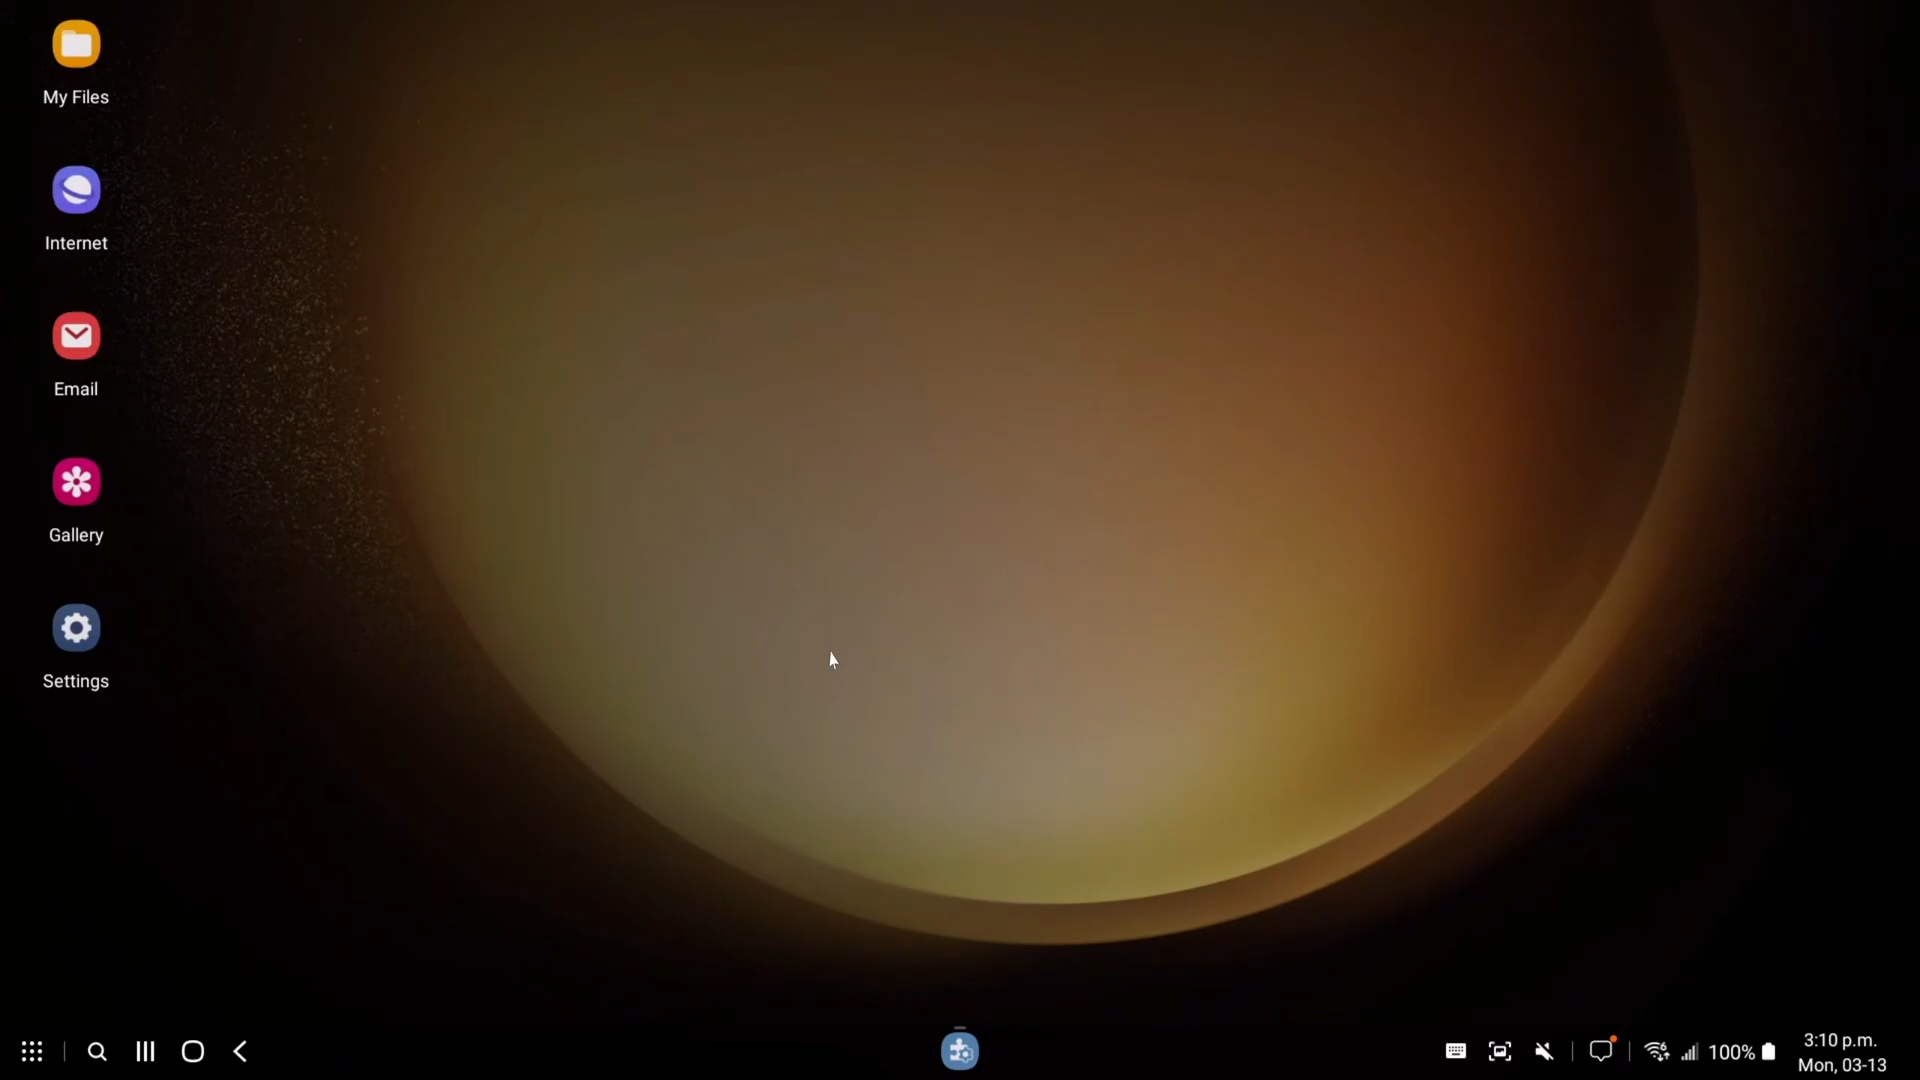 My Files
Internet
Email
Gallery
Settings
100%
3:10 p.m.
Mon, 03-13